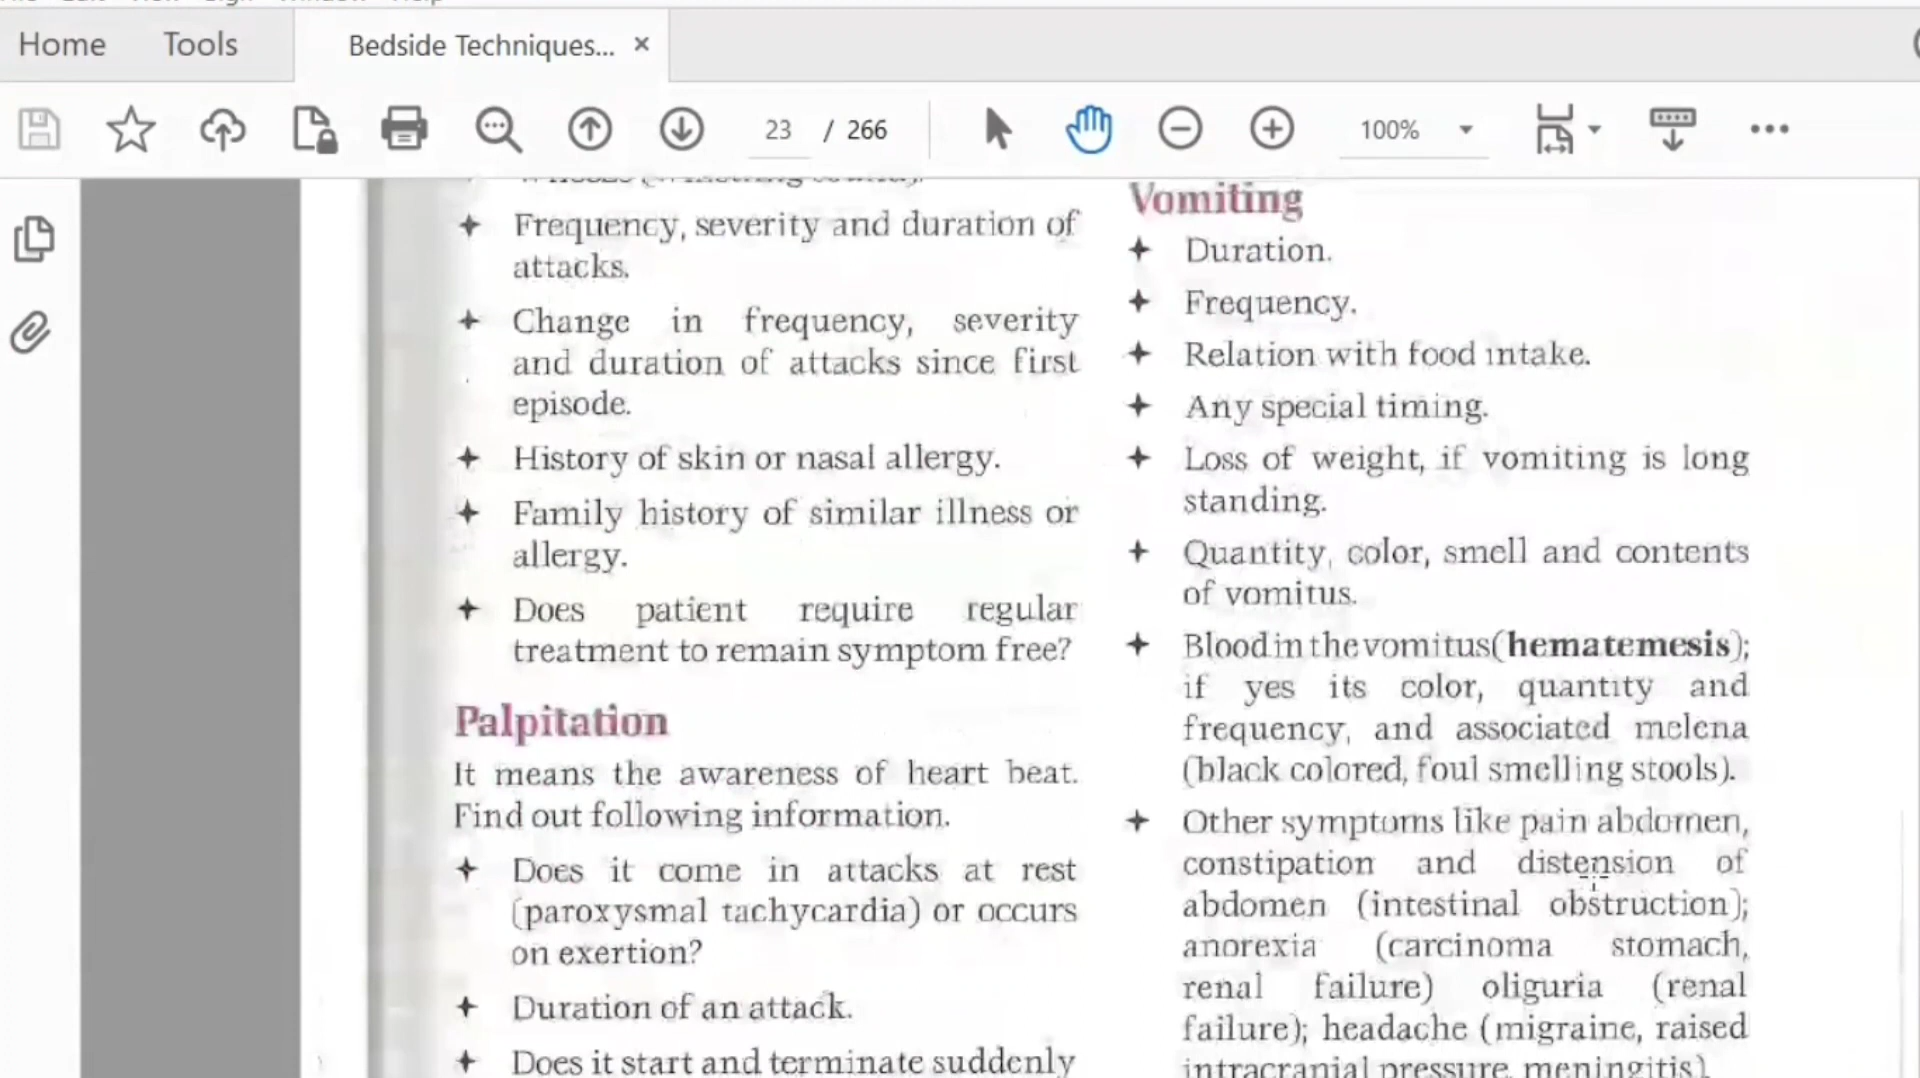 Home Tools Bedside Techniques... ×
23 / 266 100%
Frequency, severity and duration of
attacks.
Change in frequency, severity
and duration of attacks since first
episode.
History of skin or nasal allergy.
Family history of similar illness or
allergy.
Does patient require regular
treatment to remain symptom free?
Palpitation
It means the awareness of heart beat.
Find out following information.
Does it come in attacks at rest
(paroxysmal tachycardia) or occurs
on exertion?
Duration of an attack.
Does it start and terminate suddenly
Vomiting
Duration.
Frequency.
Relation with food intake.
Any special timing.
Loss of weight, if vomiting is long
standing.
Quantity, color, smell and contents
of vomitus.
Blood in the vomitus (hematemesis);
if yes its color, quantity and
frequency, and associated melena
(black colored, foul smelling stools).
Other symptoms like pain abdomen,
constipation and distension of
abdomen (intestinal obstruction);
anorexia (carcinoma stomach,
renal failure) oliguria (renal
failure); headache (migraine, raised
intracranial pressure, meningitis)